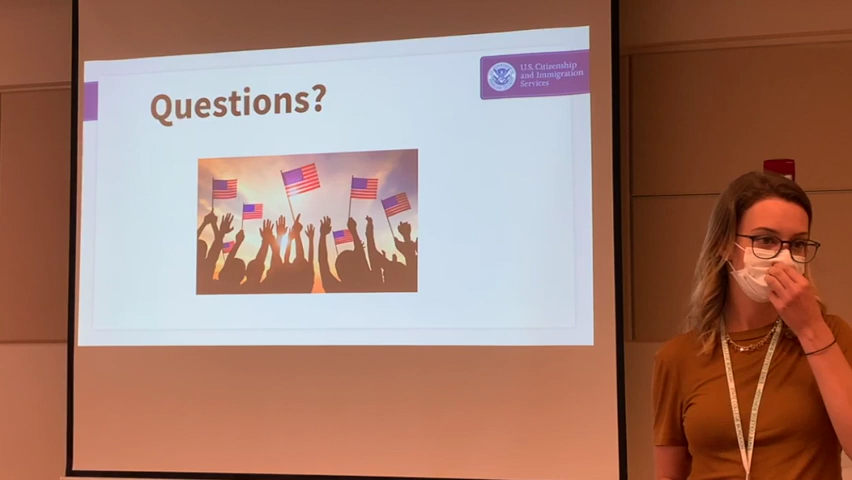 Questions?
U.S. Citizenship
and Immigration
Services